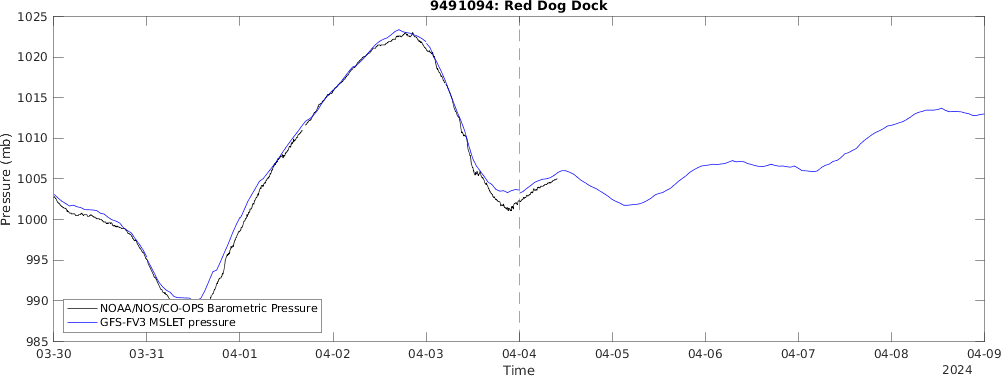 9491094: Red Dog Dock
1025
1020
1015
1010
1005
1000
995
990
985
Pressure (mb)
NOAA/NOS/CO-OPS Barometric Pressure
GFS-FV3 MSLET pressure
03-30 03-31 04-01 04-02 04-03 04-04 04-05 04-06 04-07 04-08 04-09
Time
2024